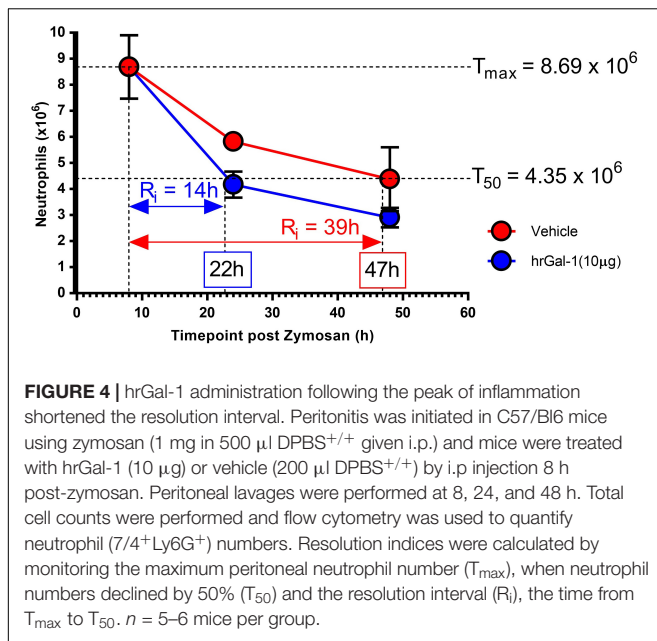 10
9
8
7
6
5
4
3
2
1
0
Neutrophils (x10⁶)
Tmax = 8.69 x 10⁶
T50 = 4.35 x 10⁶
Ri = 14h
Ri = 39h
22h
47h
Vehicle
hrGal-1(10μg)
0 10 20 30 40 50 60
Timepoint post Zymosan (h)
FIGURE 4 | hrGal-1 administration following the peak of inflammation
shortened the resolution interval. Peritonitis was initiated in C57/Bl6 mice
using zymosan (1 mg in 500 μl DPBS+/+ given i.p.) and mice were treated
with hrGal-1 (10 μg) or vehicle (200 μl DPBS+/+) by i.p injection 8 h
post-zymosan. Peritoneal lavages were performed at 8, 24, and 48 h. Total
cell counts were performed and flow cytometry was used to quantify
neutrophil (7/4+Ly6G+) numbers. Resolution indices were calculated by
monitoring the maximum peritoneal neutrophil number (Tmax), when neutrophil
numbers declined by 50% (T50) and the resolution interval (Ri), the time from
Tmax to T50. n = 5–6 mice per group.